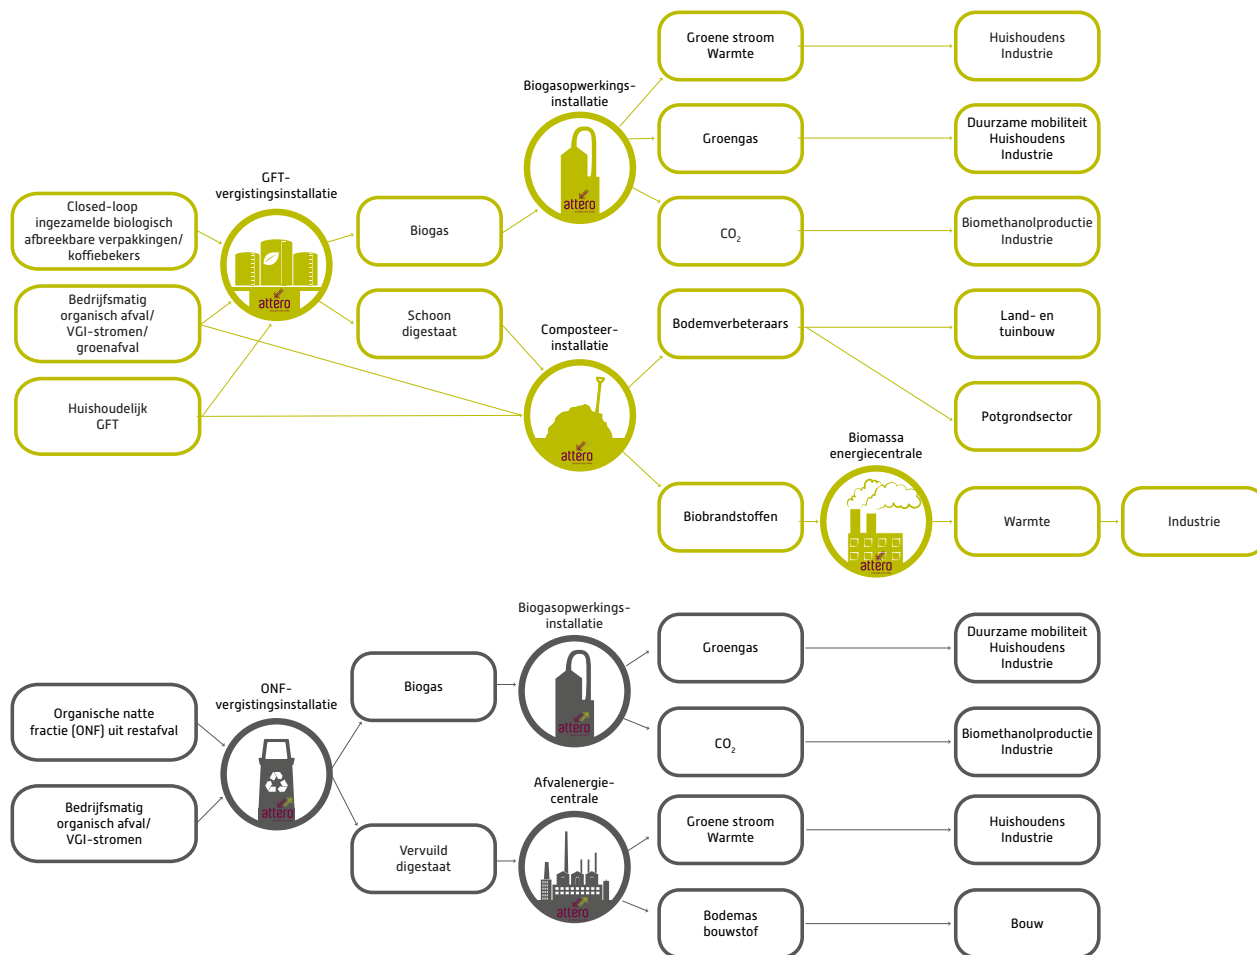 Closed-loop
ingezamelde biologisch
afbreekbare verpakkingen/
koffiebekers
Bedrijfsmatig
organisch afval/
VGI-stromen/
groenafval
Huishoudelijk
GFT
GFT-
vergistingsinstallatie
attero
Biogas
Schoon
digestaat
Biogasopwerkings-
installatie
attero
Composteer-
installatie
attero
Groene stroom
Warmte
Groengas
CO₂
Bodemverbeteraars
Biobrandstoffen
Biomassa
energiecentrale
attero
Huishoudens
Industrie
Duurzame mobiliteit
Huishoudens
Industrie
Biomethanolproductie
Industrie
Land- en
tuinbouw
Potgrondsector
Warmte
Industrie
Organische natte
fractie (ONF) uit restafval
Bedrijfsmatig
organisch afval/
VGI-stromen
ONF-
vergistingsinstallatie
attero
Biogas
Vervuild
digestaat
Biogasopwerkings-
installatie
attero
Afvalenergie-
centrale
attero
Groengas
CO₂
Groene stroom
Warmte
Bodemas
bouwstof
Duurzame mobiliteit
Huishoudens
Industrie
Biomethanolproductie
Industrie
Huishoudens
Industrie
Bouw